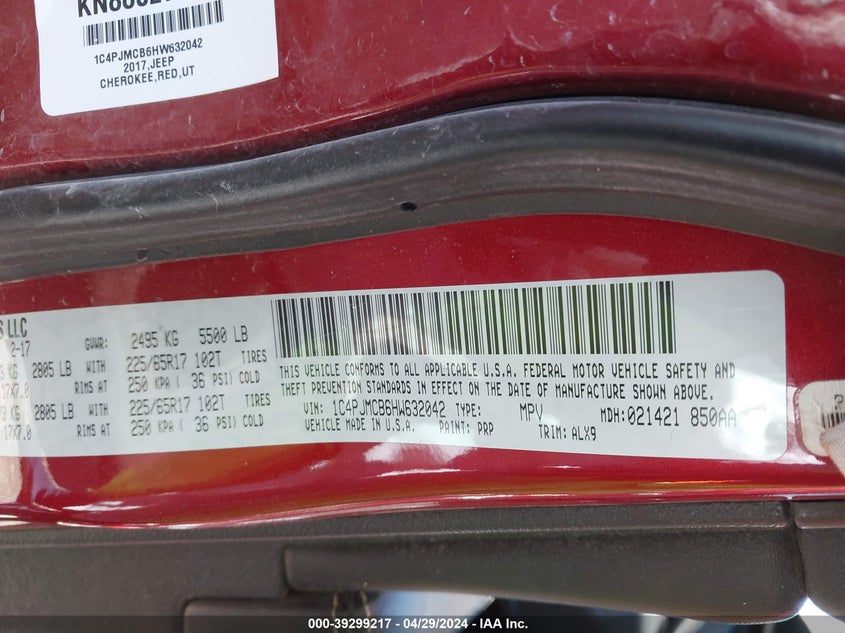 1C4PJMCB6HW632042
2017,JEEP
CHEROKEE,RED,UT
S LLC
2-17 GVWR: 2495 KG 5500 LB
KG 2805 LB WITH 225/65R17 102T TIRES
17X7.0 RIMS AT 250 KPA ( 36 PSI) COLD
KG 2805 LB WITH 225/65R17 102T TIRES
17X7.0 RIMS AT 250 KPA ( 36 PSI) COLD
THIS VEHICLE CONFORMS TO ALL APPLICABLE U.S.A. FEDERAL MOTOR VEHICLE SAFETY AND
THEFT PREVENTION STANDARDS IN EFFECT ON THE DATE OF MANUFACTURE SHOWN ABOVE.
VIN: 1C4PJMCB6HW632042 TYPE: MPV MDH: 021421 850AA
VEHICLE MADE IN U.S.A. PAINT: PRP TRIM: ALX9
000-39299217 - 04/29/2024 - IAA Inc.